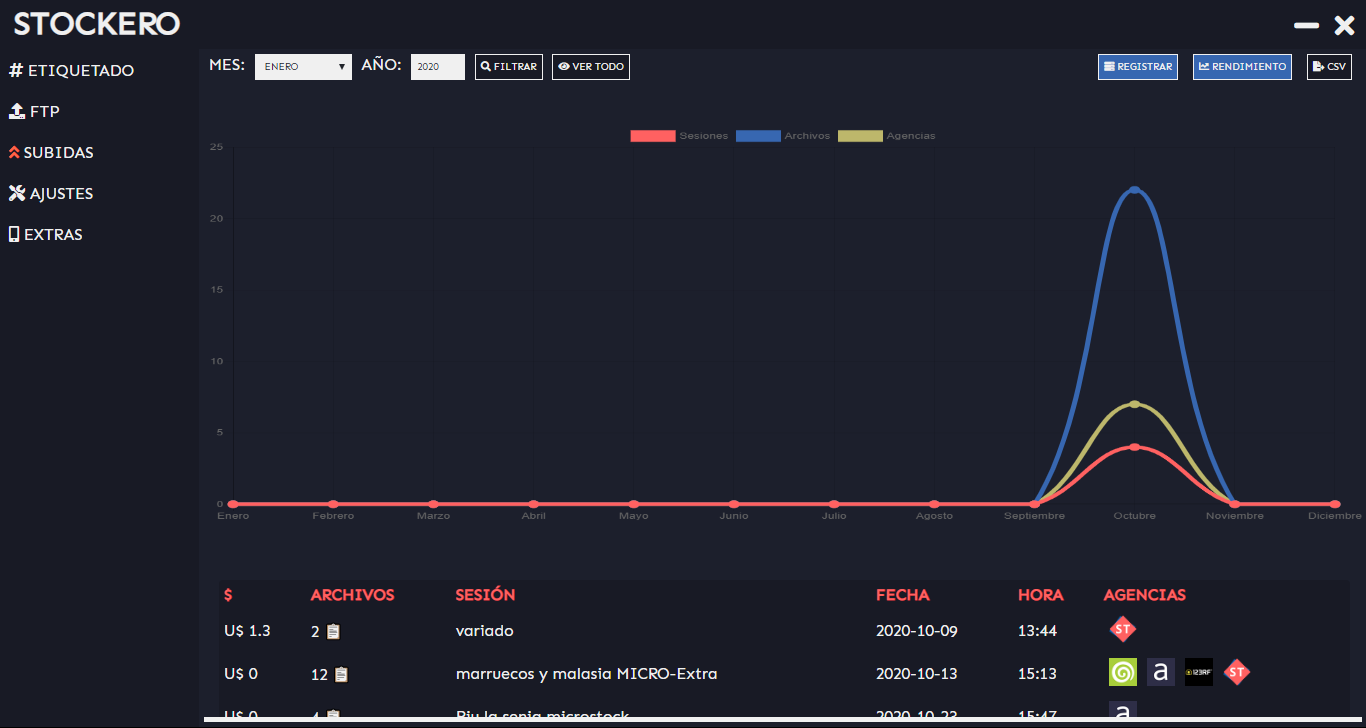 STOCKERO
ETIQUETADO
FTP
SUBIDAS
AJUSTES
EXTRAS
MES: ENERO AÑO: 2020 FILTRAR VER TODO REGISTRAR RENDIMIENTO CSV
Sesiones Archivos Agencias
25
20
15
10
5
0
Enero Febrero Marzo Abril Mayo Junio Julio Agosto Septiembre Octubre Noviembre Diciembre
$ ARCHIVOS SESIÓN FECHA HORA AGENCIAS
U$ 1.3 2 variado 2020-10-09 13:44 ST
U$ 0 12 marruecos y malasia MICRO-Extra 2020-10-13 15:13 a 123RF ST
U$ 0 4 microstock 2020-10-23 15:47 a